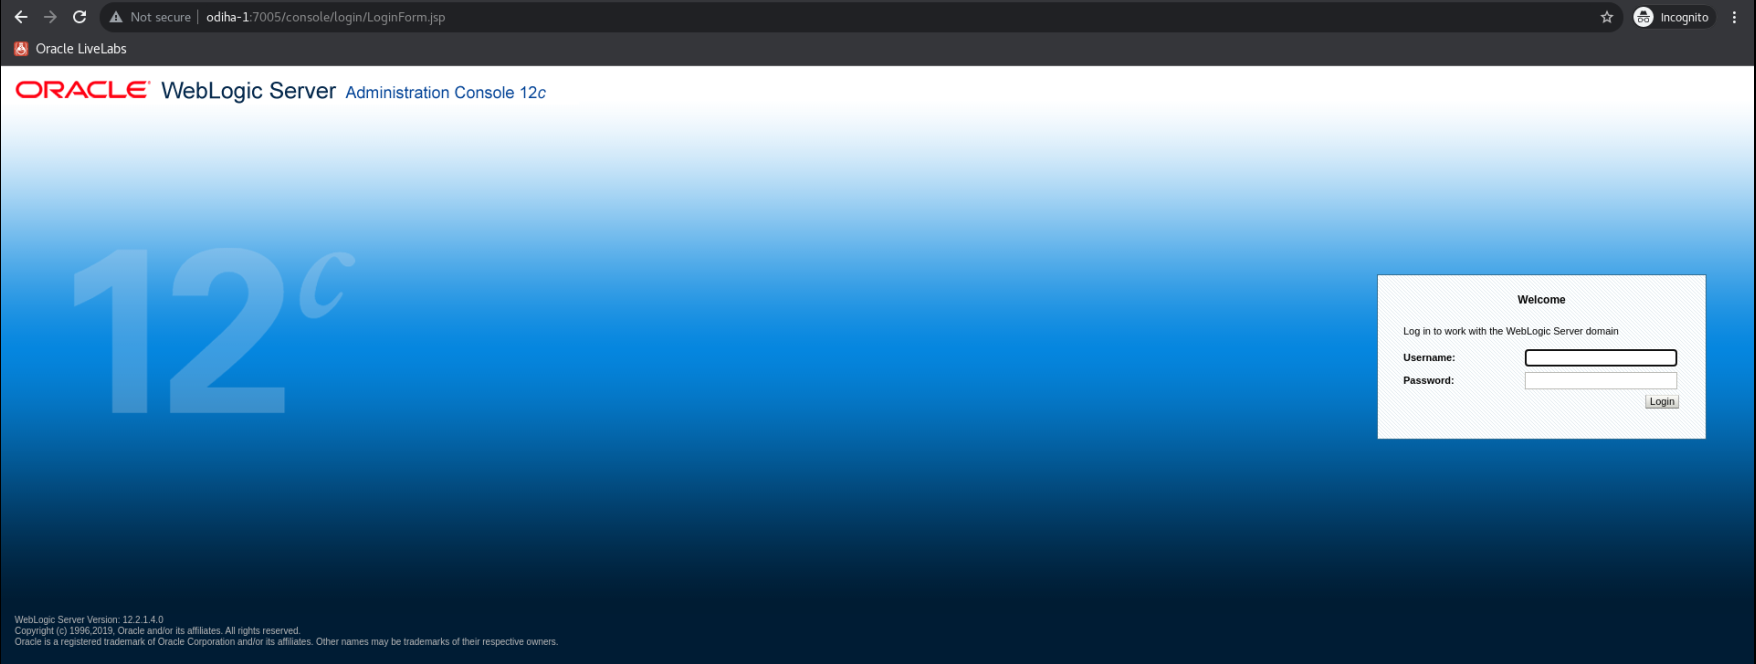 Not secure | odiha-1:7005/console/login/LoginForm.jsp
Incognito
Oracle LiveLabs
ORACLE WebLogic Server Administration Console 12c
12c
Welcome
Log in to work with the WebLogic Server domain
Username:
Password:
Login
WebLogic Server Version: 12.2.1.4.0
Copyright (c) 1996,2019, Oracle and/or its affiliates. All rights reserved.
Oracle is a registered trademark of Oracle Corporation and/or its affiliates. Other names may be trademarks of their respective owners.